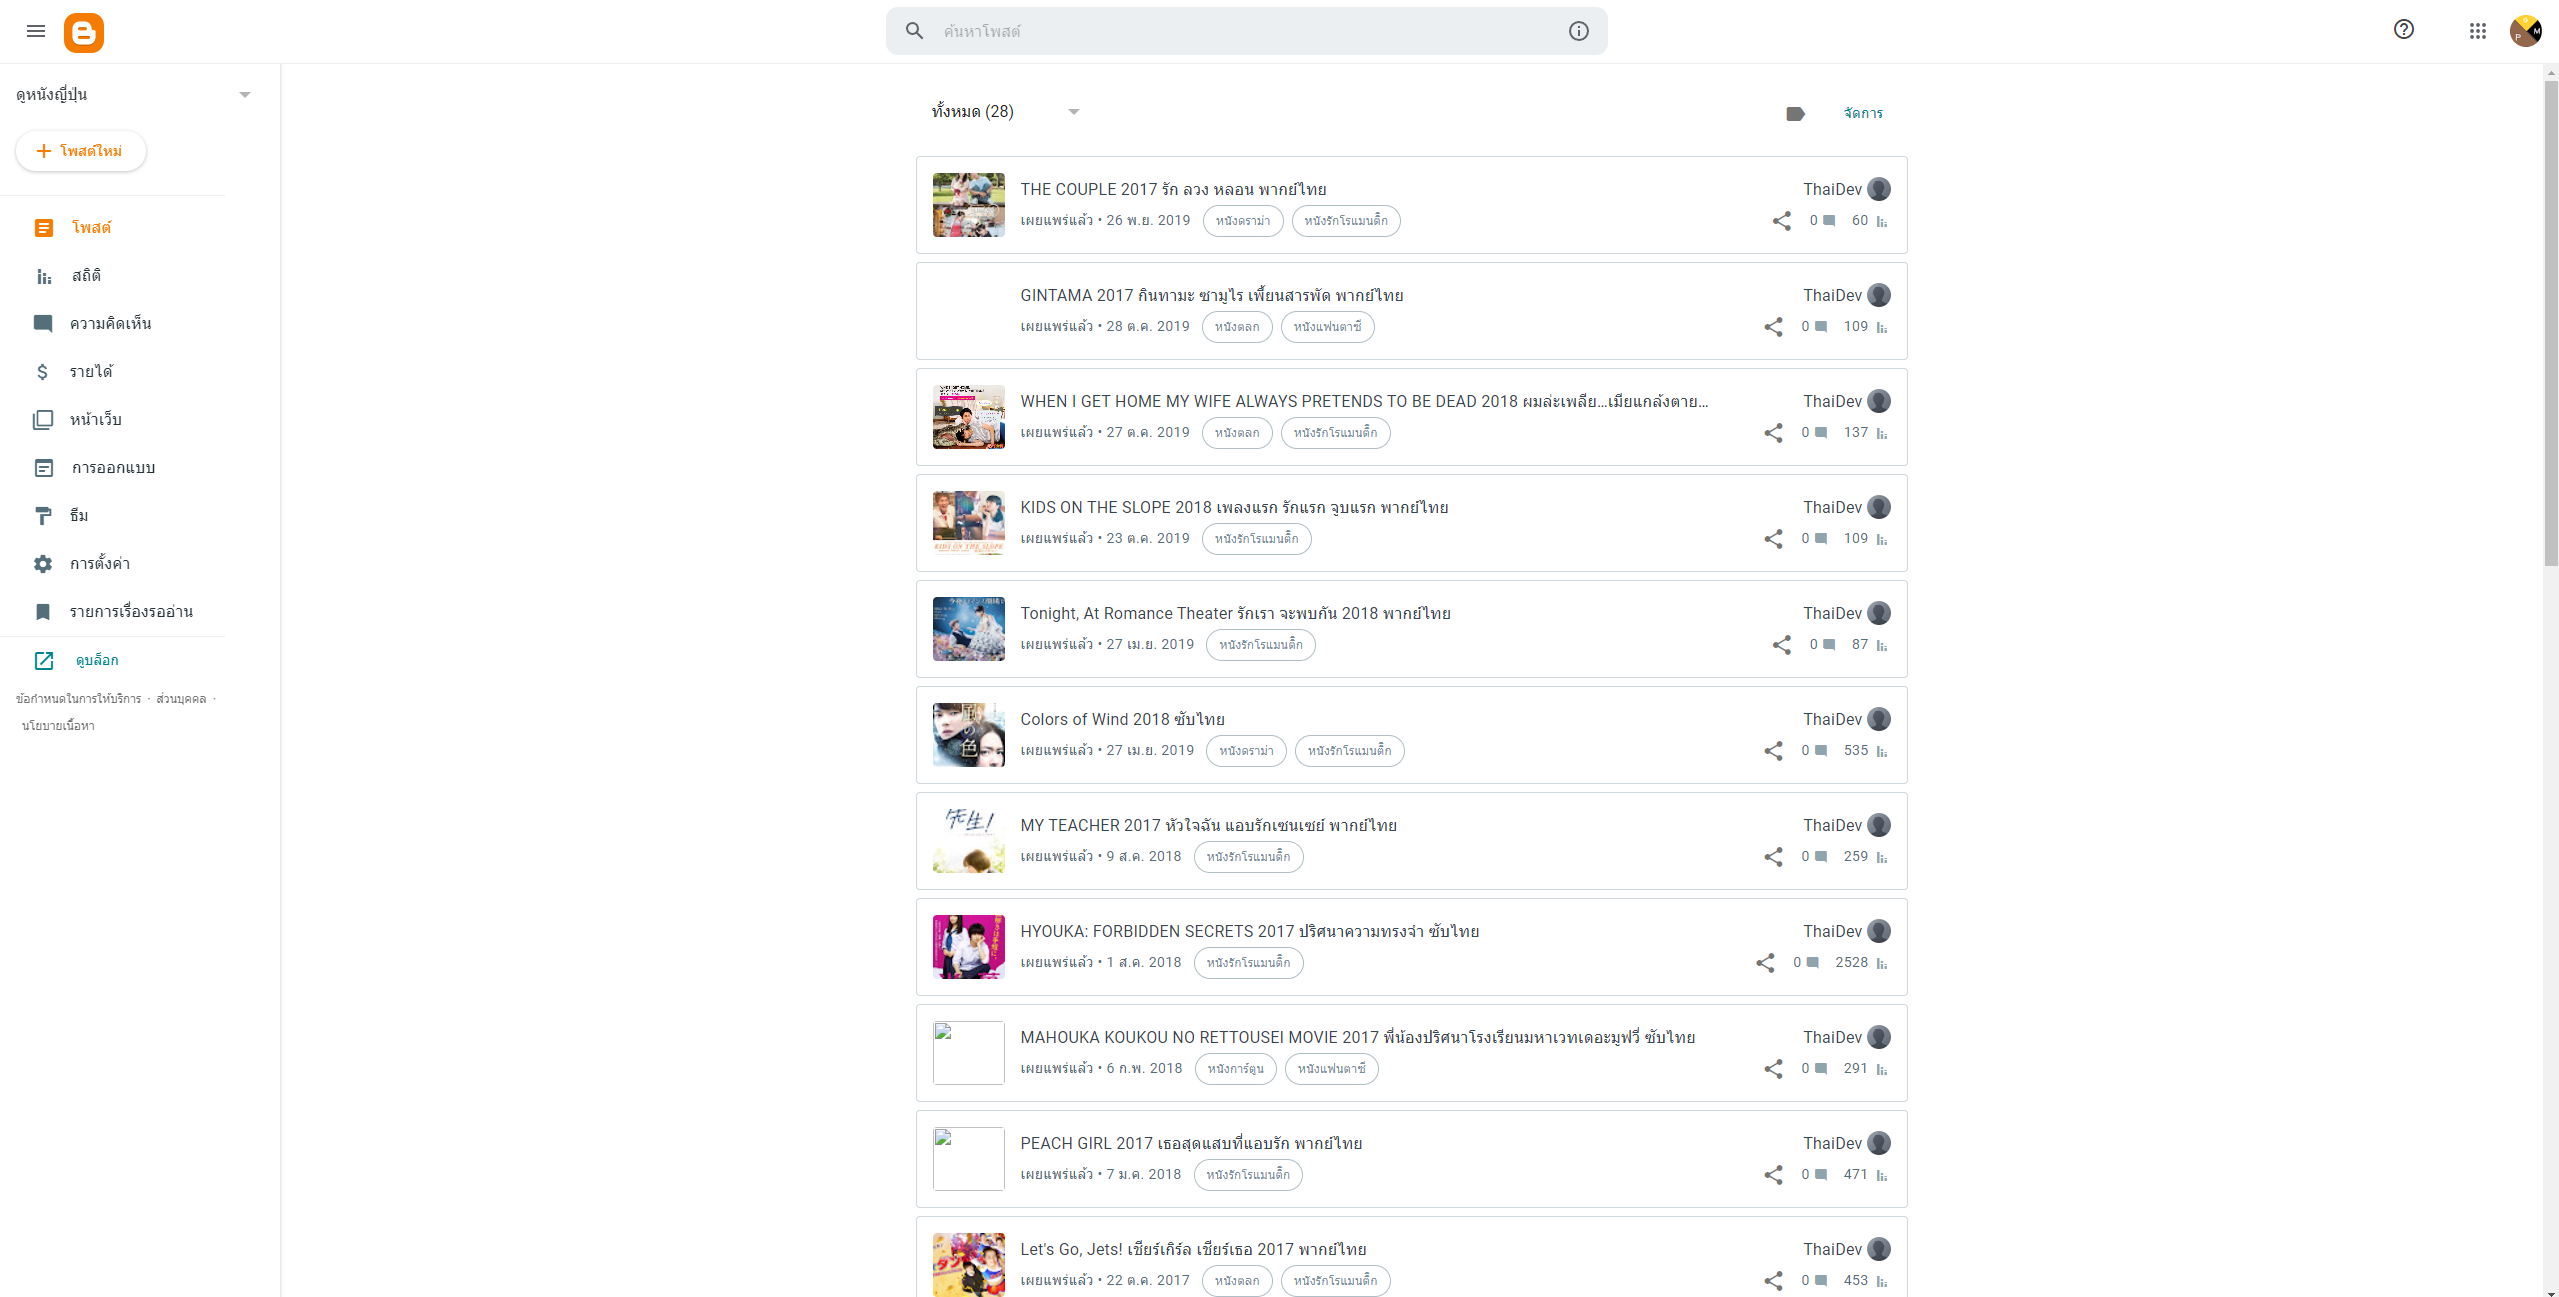 ค้นหาโพสต์
ดูหนังญี่ปุ่น
โพสต์ใหม่
โพสต์
สถิติ
ความคิดเห็น
รายได้
หน้าเว็บ
การออกแบบ
ธีม
การตั้งค่า
รายการเรื่องรออ่าน
ดูบล็อก
ข้อกำหนดในการให้บริการ · ส่วนบุคคล ·
นโยบายเนื้อหา
ทั้งหมด (28)
จัดการ
THE COUPLE 2017 รัก ลวง หลอน พากย์ไทย ThaiDev
เผยแพร่แล้ว • 26 พ.ย. 2019 หนังดราม่า หนังรักโรแมนติ๊ก 0 60
GINTAMA 2017 กินทามะ ซามูไร เพี้ยนสารพัด พากย์ไทย ThaiDev
เผยแพร่แล้ว • 28 ต.ค. 2019 หนังตลก หนังแฟนตาซี 0 109
WHEN I GET HOME MY WIFE ALWAYS PRETENDS TO BE DEAD 2018 ผมล่ะเพลีย...เมียแกล้งตาย... ThaiDev
เผยแพร่แล้ว • 27 ต.ค. 2019 หนังตลก หนังรักโรแมนติ๊ก 0 137
KIDS ON THE SLOPE 2018 เพลงแรก รักแรก จูบแรก พากย์ไทย ThaiDev
เผยแพร่แล้ว • 23 ต.ค. 2019 หนังรักโรแมนติ๊ก 0 109
Tonight, At Romance Theater รักเรา จะพบกัน 2018 พากย์ไทย ThaiDev
เผยแพร่แล้ว • 27 เม.ย. 2019 หนังรักโรแมนติ๊ก 0 87
Colors of Wind 2018 ซับไทย ThaiDev
เผยแพร่แล้ว • 27 เม.ย. 2019 หนังดราม่า หนังรักโรแมนติ๊ก 0 535
MY TEACHER 2017 หัวใจฉัน แอบรักเซนเซย์ พากย์ไทย ThaiDev
เผยแพร่แล้ว • 9 ส.ค. 2018 หนังรักโรแมนติ๊ก 0 259
HYOUKA: FORBIDDEN SECRETS 2017 ปริศนาความทรงจำ ซับไทย ThaiDev
เผยแพร่แล้ว • 1 ส.ค. 2018 หนังรักโรแมนติ๊ก 0 2528
MAHOUKA KOUKOU NO RETTOUSEI MOVIE 2017 พี่น้องปริศนาโรงเรียนมหาเวทเดอะมูฟวี่ ซับไทย ThaiDev
เผยแพร่แล้ว • 6 ก.พ. 2018 หนังการ์ตูน หนังแฟนตาซี 0 291
PEACH GIRL 2017 เธอสุดแสบที่แอบรัก พากย์ไทย ThaiDev
เผยแพร่แล้ว • 7 ม.ค. 2018 หนังรักโรแมนติ๊ก 0 471
Let's Go, Jets! เชียร์เกิร์ล เชียร์เธอ 2017 พากย์ไทย ThaiDev
เผยแพร่แล้ว • 22 ต.ค. 2017 หนังตลก หนังรักโรแมนติ๊ก 0 453